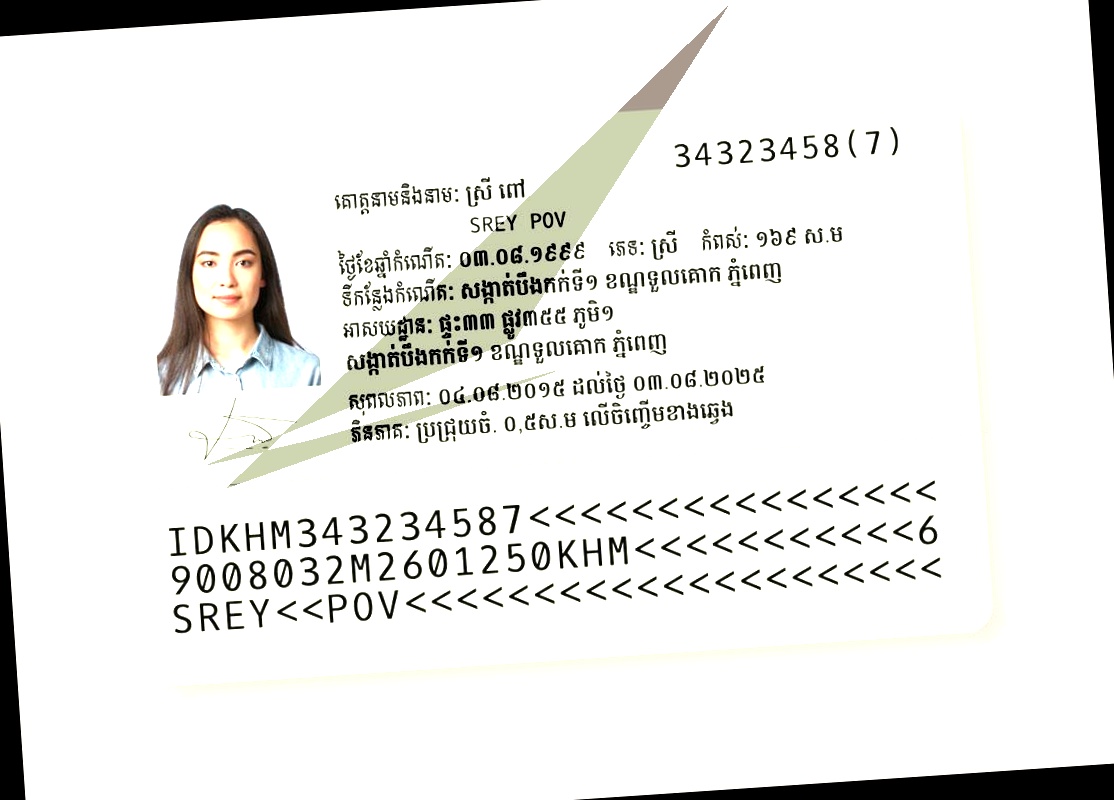 34323458(7)
គោត្តនាមនិងនាម: ស្រី ពៅ
SREY POV
ថ្ងៃខែឆ្នាំកំណើត: ០៣.០៨.១៩៩៩ ភេទ: ស្រី កំពស់: ១៦៩ ស.ម
ទីកន្លែងកំណើត: សង្កាត់បឹងកក់ទី១ ខណ្ឌទួលគោក ភ្នំពេញ
អាសយដ្ឋាន: ផ្ទះ៣៣ ផ្លូវ៣៥៥ ភូមិ១
សង្កាត់បឹងកក់ទី១ ខណ្ឌទួលគោក ភ្នំពេញ
សុពលភាព: ០៤.០៨.២០១៥ ដល់ថ្ងៃ ០៣.០៨.២០២៥
ភិនភាគ: ប្រជ្រុយចំ. ០,៥ស.ម លើចិញ្ចើមខាងឆ្វេង
IDKHM343234587<<<<<<<<<<<<<<<<
9008032M2601250KHM<<<<<<<<<<<6
SREY<<POV<<<<<<<<<<<<<<<<<<<<<